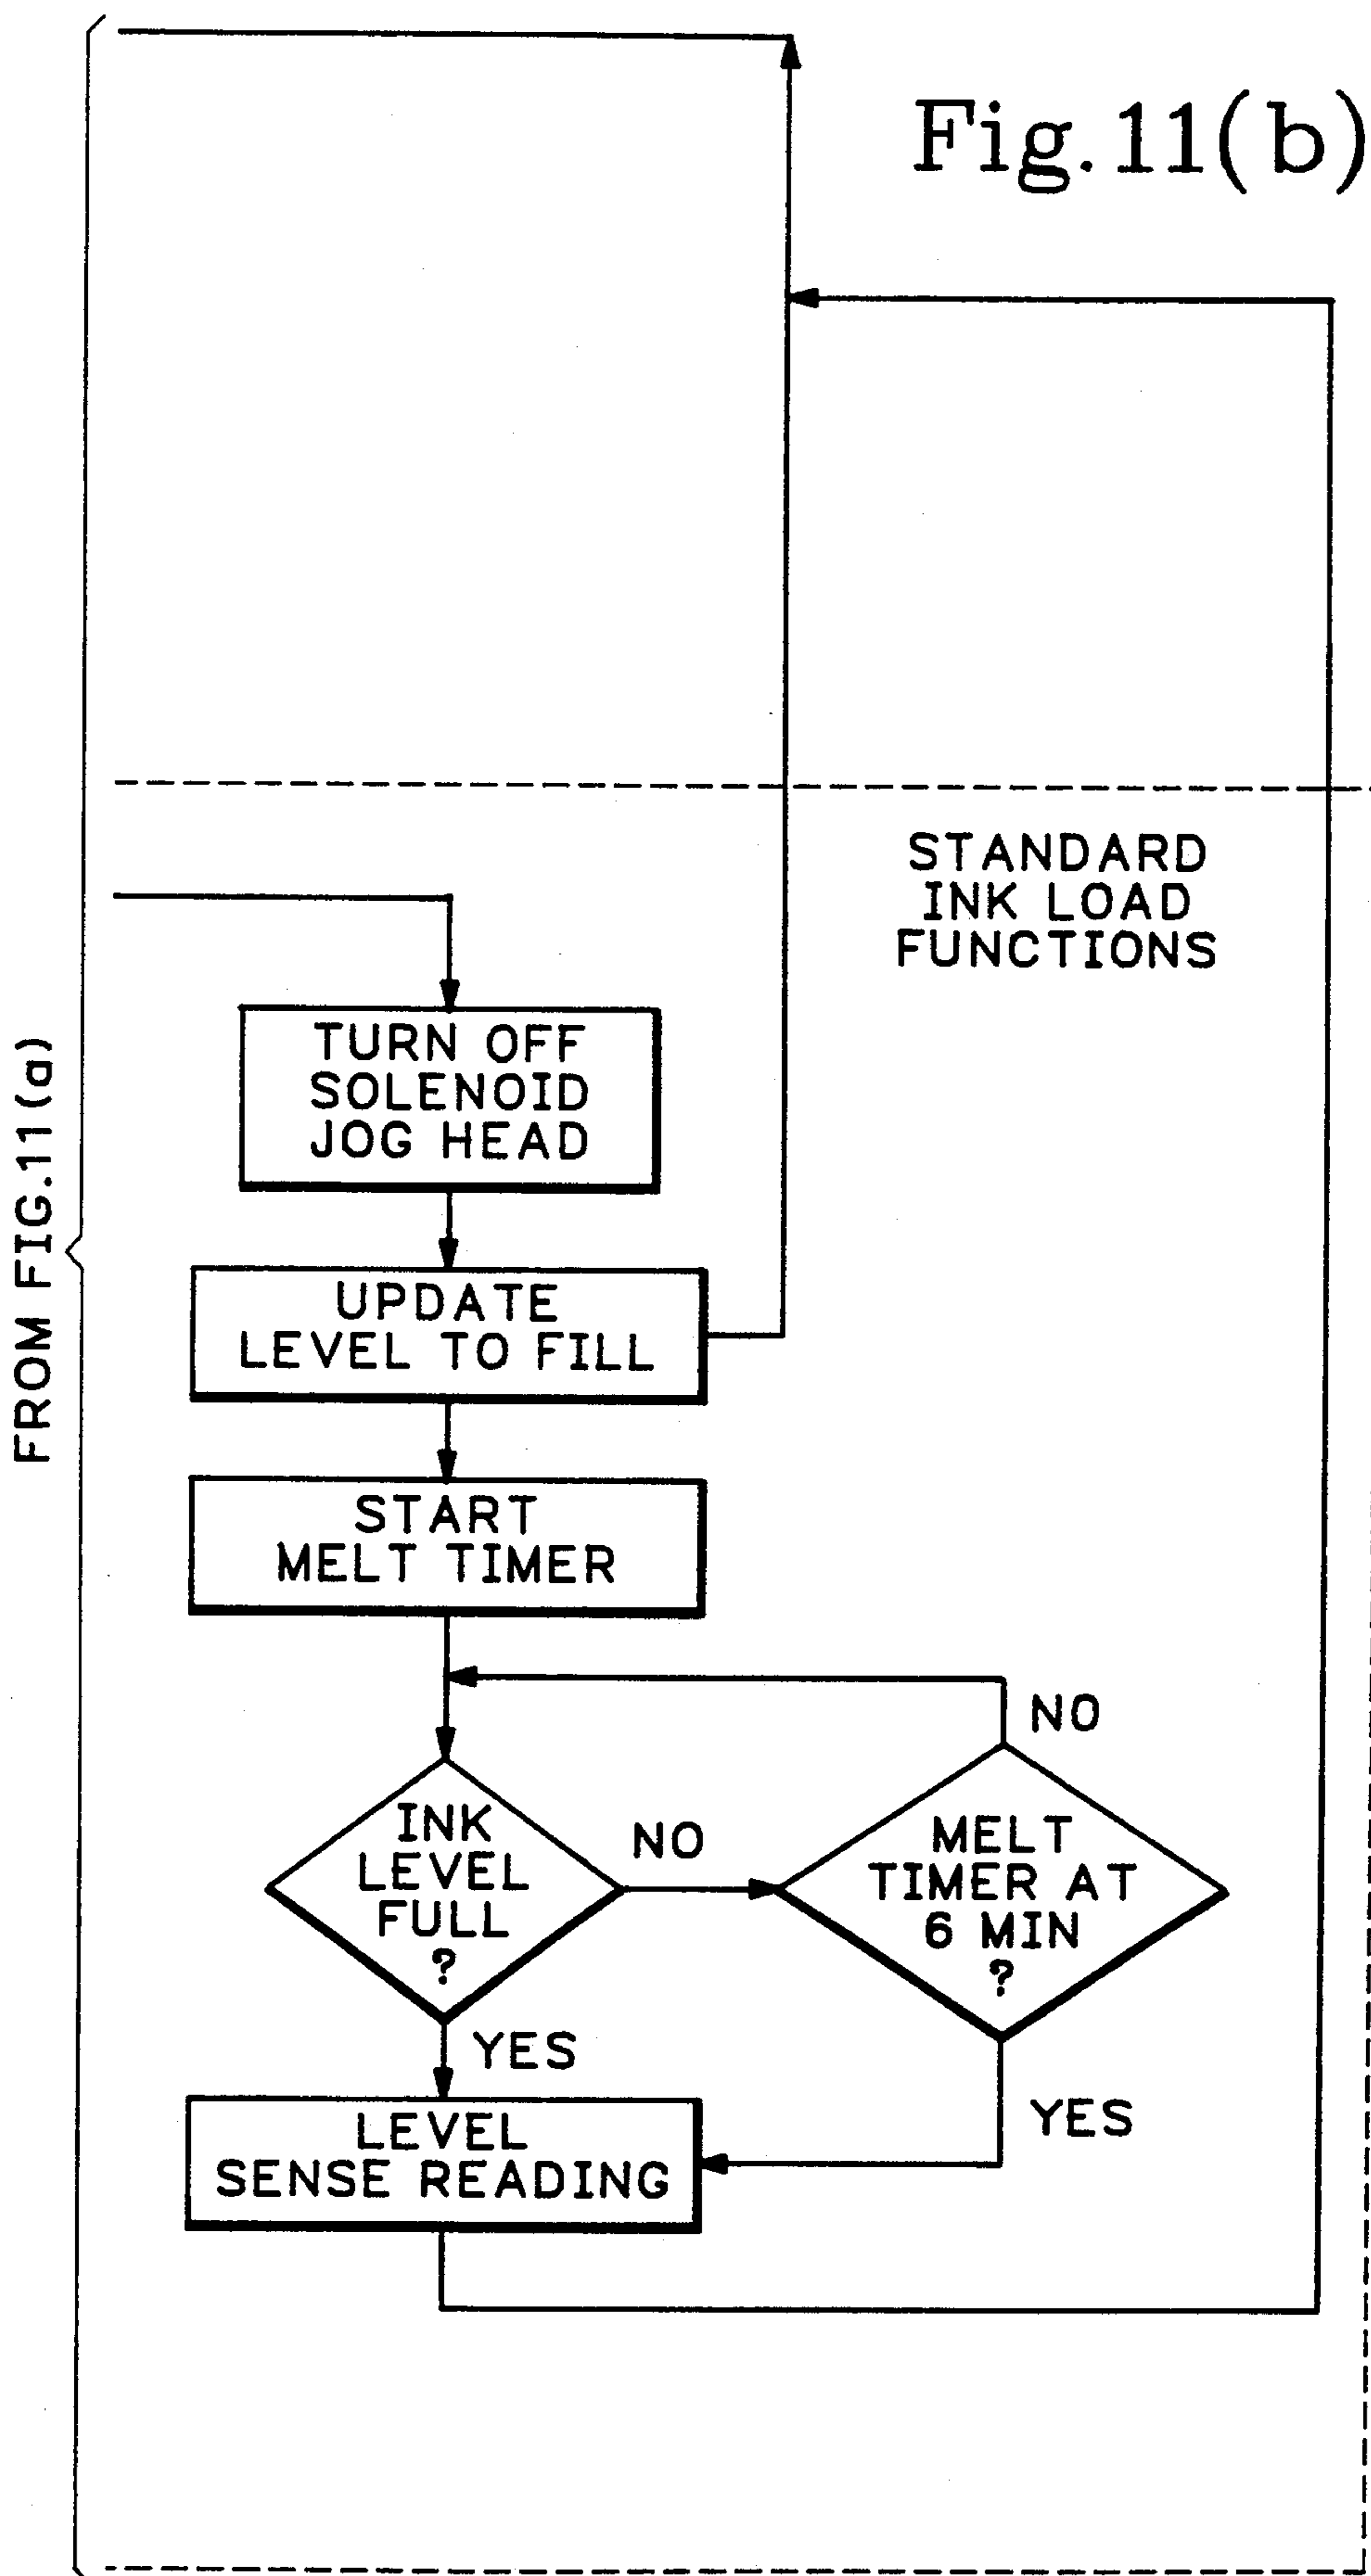 Fig. 11(b)
FROM FIG.11(a)
STANDARD
INK LOAD
FUNCTIONS
TURN OFF
SOLENOID
JOG HEAD
UPDATE
LEVEL TO FILL
START
MELT TIMER
NO
INK
LEVEL
FULL
?
NO
MELT
TIMER AT
6 MIN
?
YES
YES
LEVEL
SENSE READING